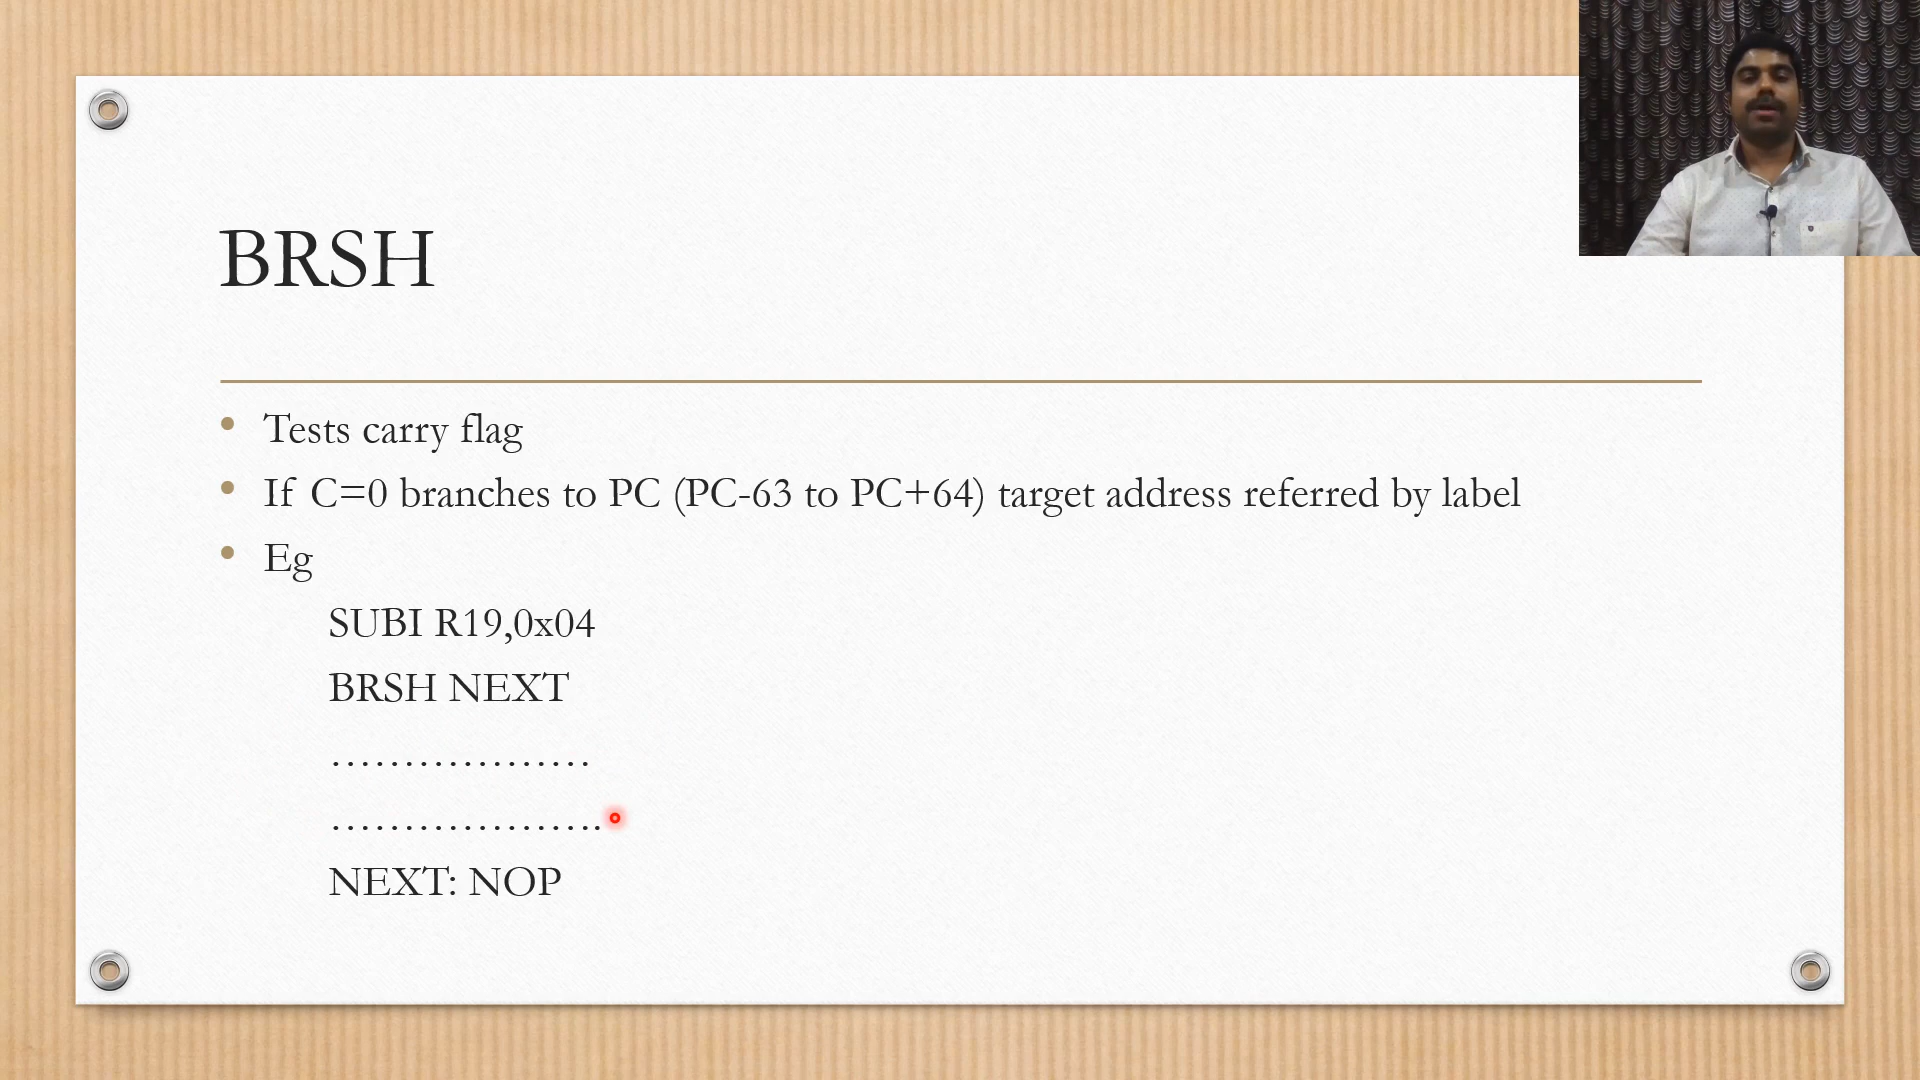 BRSH
• Tests carry flag
• If C=0 branches to PC (PC-63 to PC+64) target address referred by label
• Eg
SUBI R19,0x04
BRSH NEXT
………………
……………….
NEXT: NOP